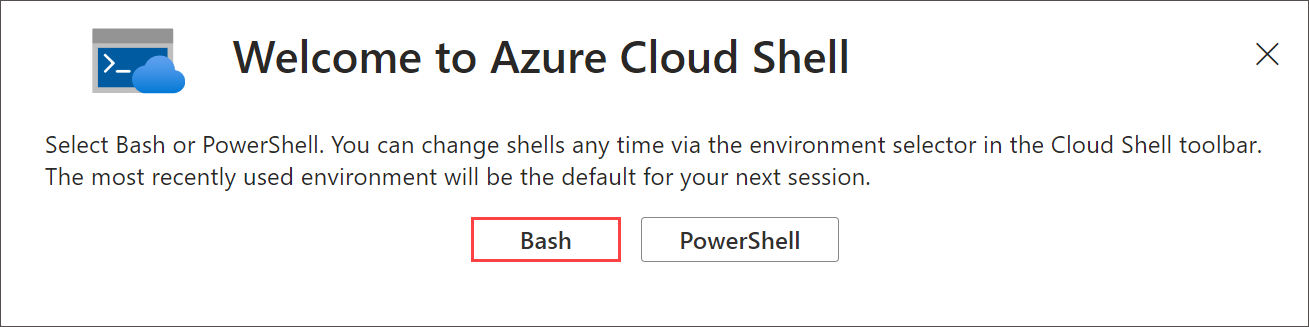 Welcome to Azure Cloud Shell
Select Bash or PowerShell. You can change shells any time via the environment selector in the Cloud Shell toolbar.
The most recently used environment will be the default for your next session.
Bash
PowerShell